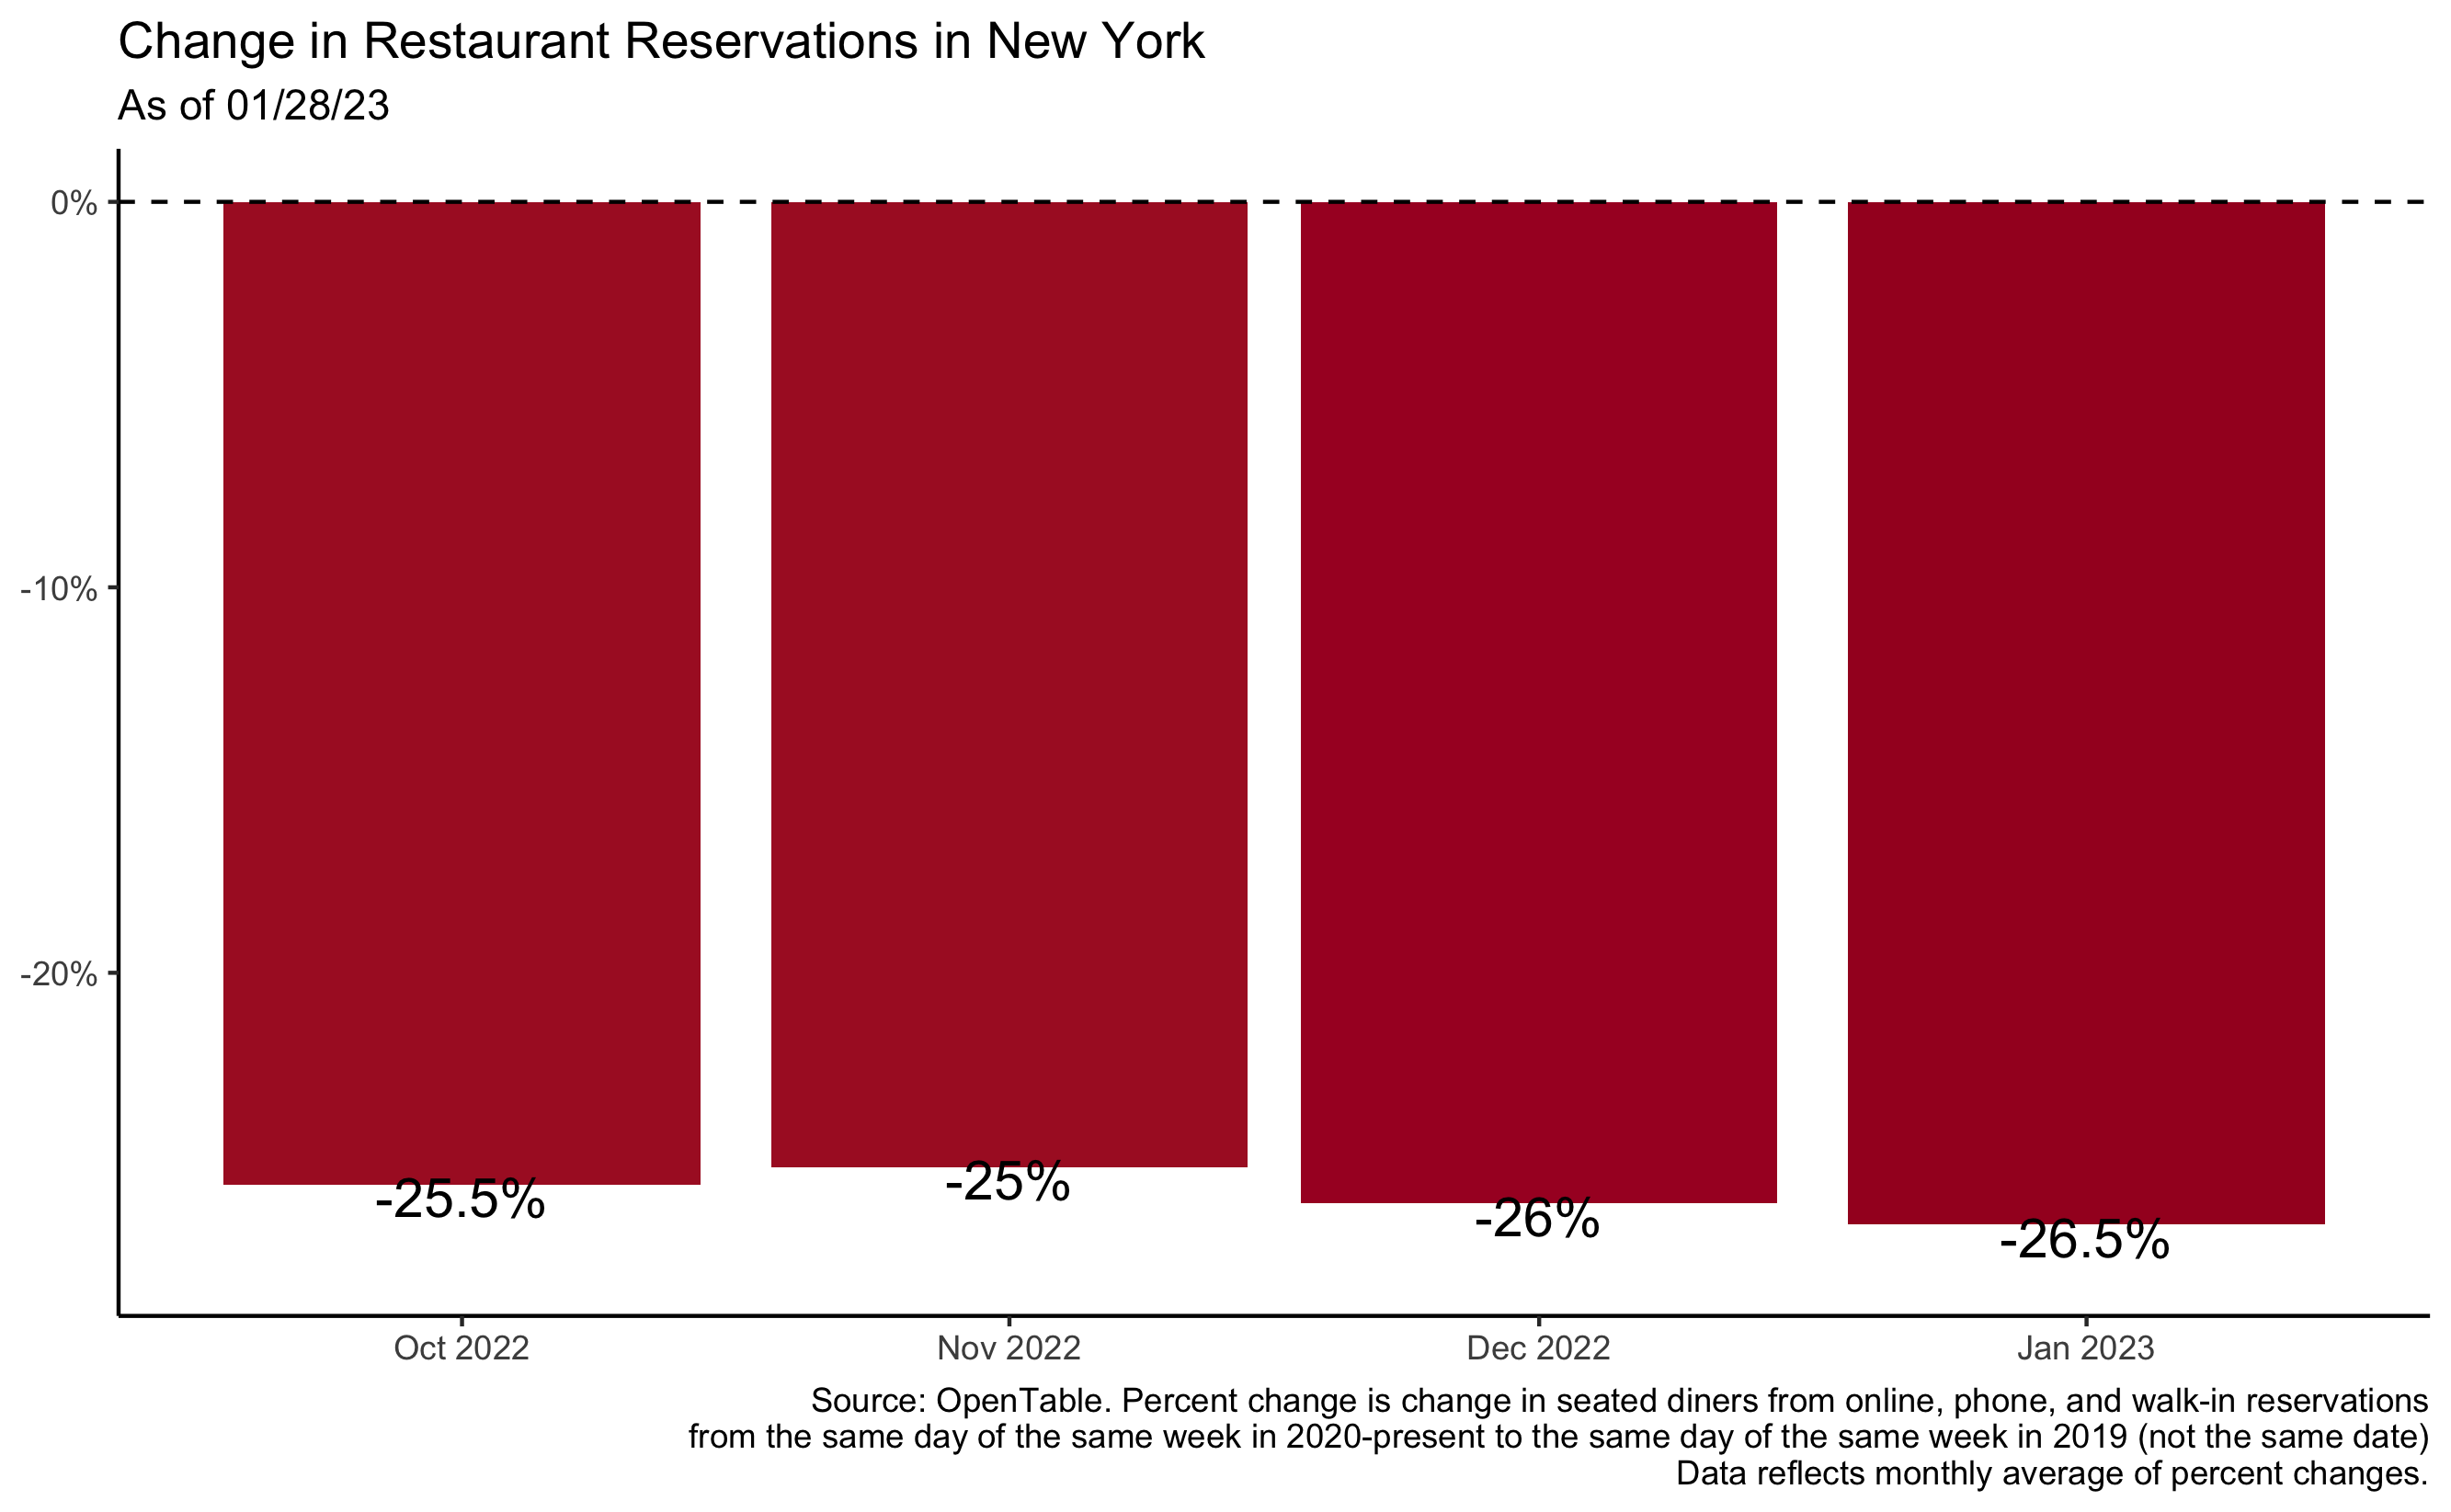 Change in Restaurant Reservations in New York
As of 01/28/23
0%
-10%
-20%
-25.5%
-25%
-26%
-26.5%
Oct 2022
Nov 2022
Dec 2022
Jan 2023
Source: OpenTable. Percent change is change in seated diners from online, phone, and walk-in reservations
from the same day of the same week in 2020-present to the same day of the same week in 2019 (not the same date)
Data reflects monthly average of percent changes.